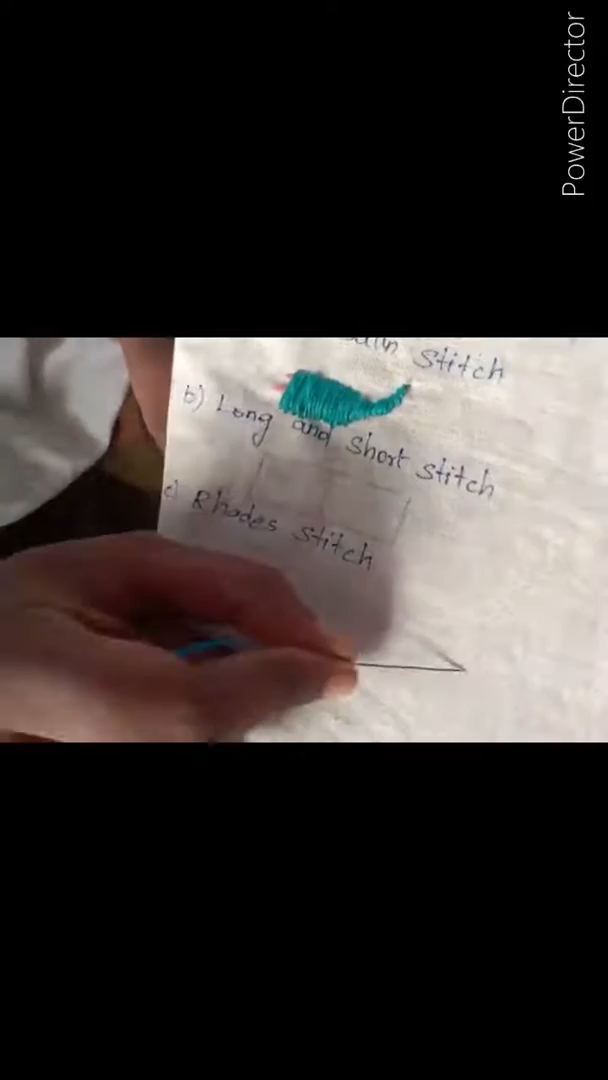 PowerDirector
Stitch
b) Long and short stitch
c) Rhodes stitch